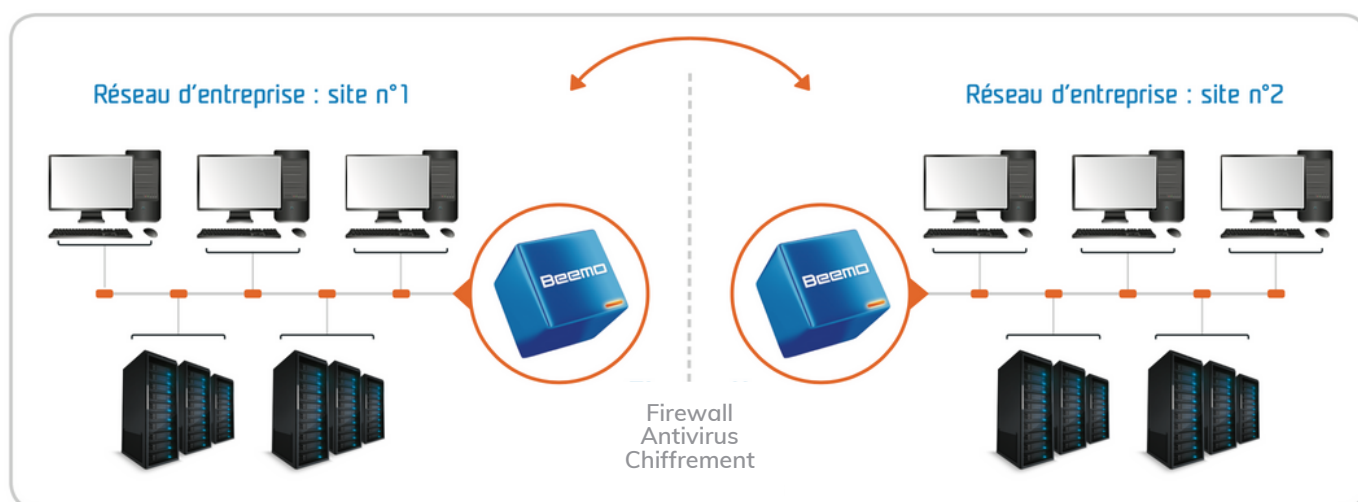 Réseau d'entreprise : site n°1
Réseau d'entreprise : site n°2
Beemo
Beemo
Firewall
Antivirus
Chiffrement